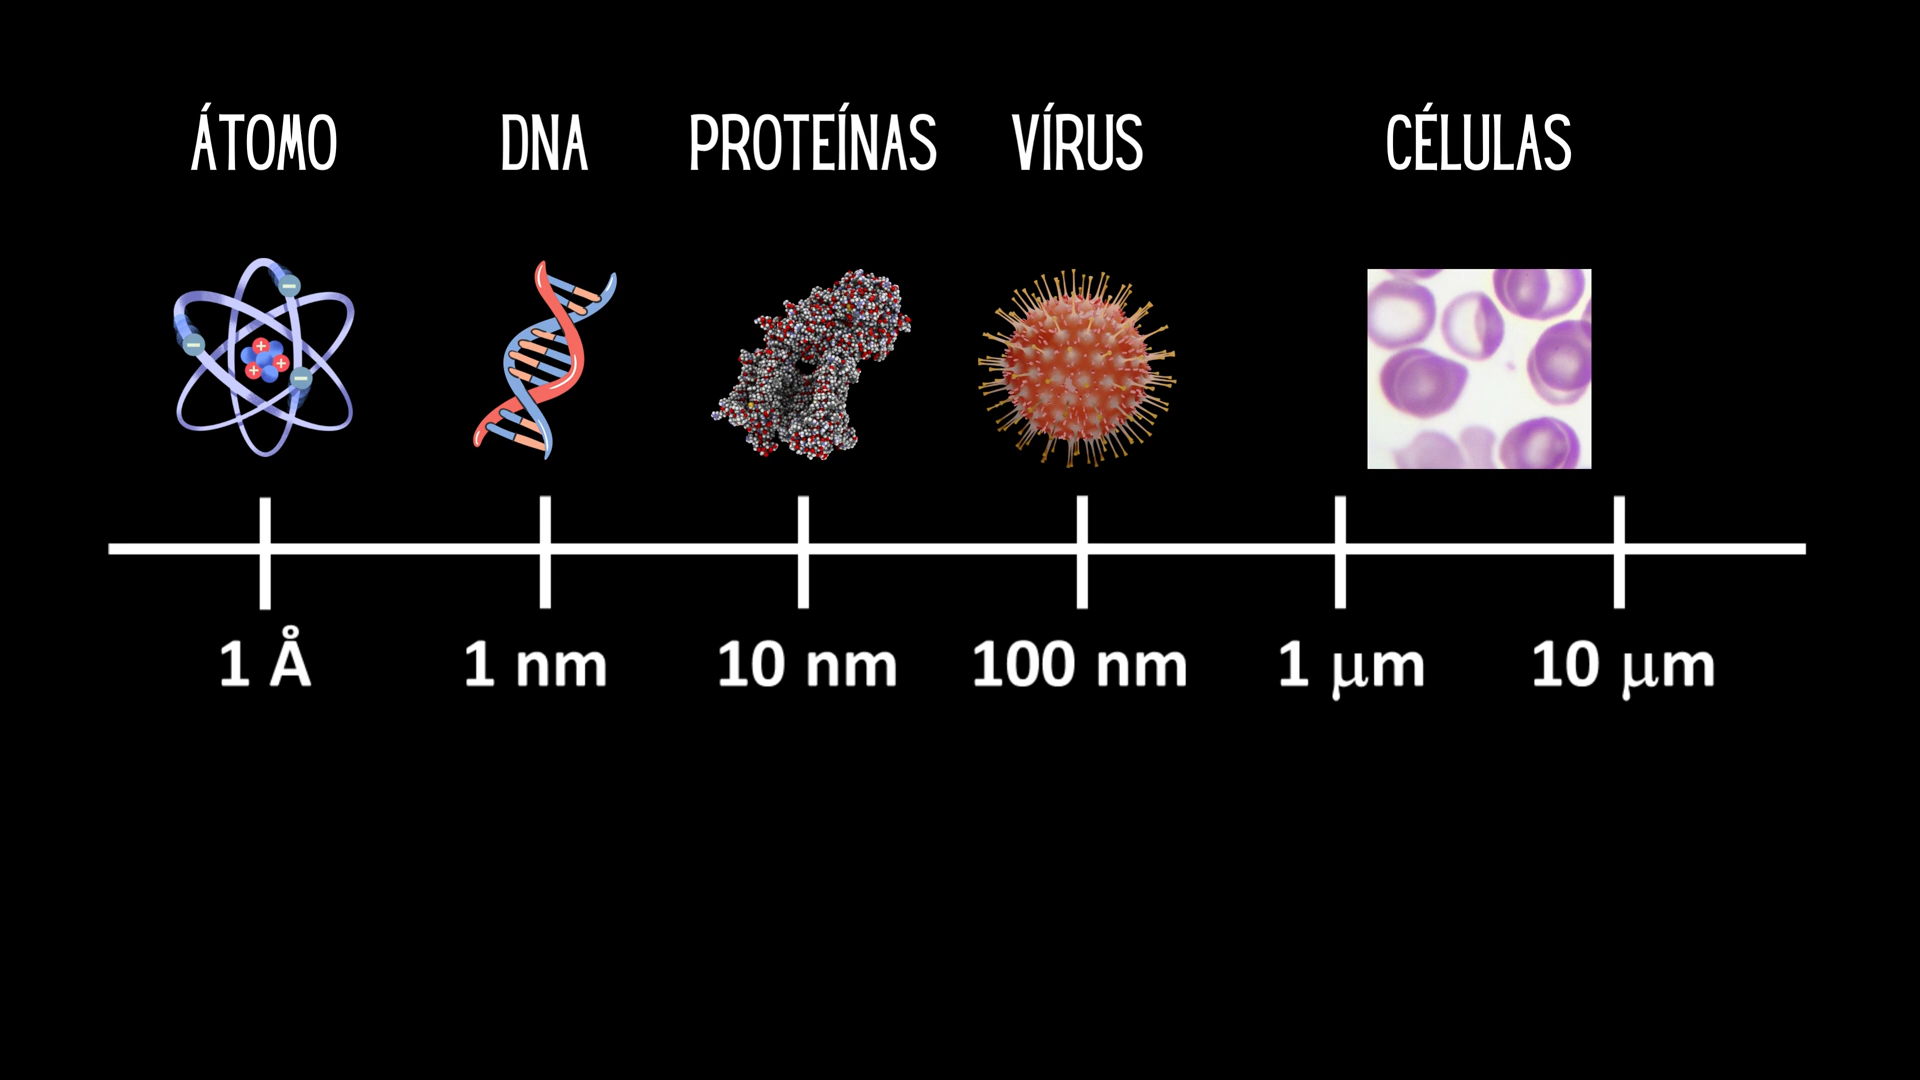 ÁTOMO DNA PROTEÍNAS VÍRUS CÉLULAS
1 Å 1 nm 10 nm 100 nm 1 μm 10 μm